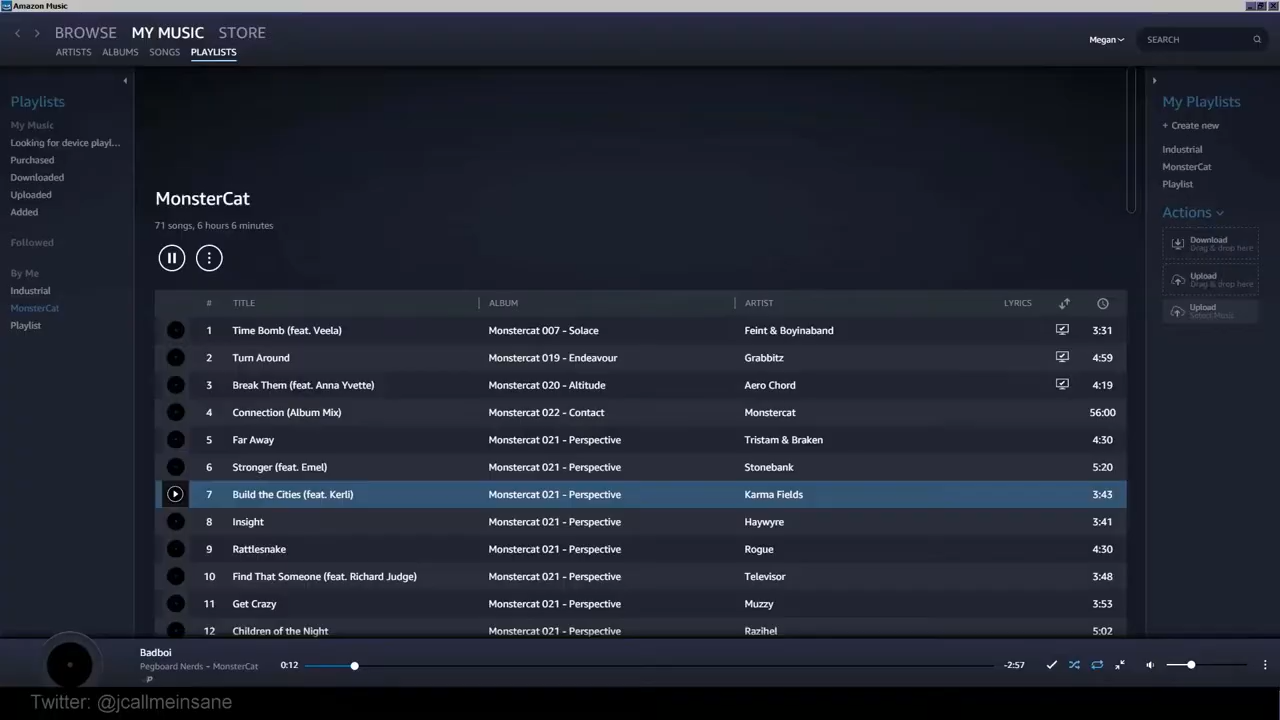 Amazon Music
BROWSE MY MUSIC STORE
ARTISTS ALBUMS SONGS PLAYLISTS
Megan
SEARCH
Playlists
My Music
Looking for device playl...
Purchased
Downloaded
Uploaded
Added
Followed
By Me
Industrial
MonsterCat
Playlist
MonsterCat
71 songs, 6 hours 6 minutes
# TITLE ALBUM ARTIST LYRICS
1 Time Bomb (feat. Veela) Monstercat 007 - Solace Feint & Boyinaband 3:31
2 Turn Around Monstercat 019 - Endeavour Grabbitz 4:59
3 Break Them (feat. Anna Yvette) Monstercat 020 - Altitude Aero Chord 4:19
4 Connection (Album Mix) Monstercat 022 - Contact Monstercat 56:00
5 Far Away Monstercat 021 - Perspective Tristam & Braken 4:30
6 Stronger (feat. Emel) Monstercat 021 - Perspective Stonebank 5:20
7 Build the Cities (feat. Kerli) Monstercat 021 - Perspective Karma Fields 3:43
8 Insight Monstercat 021 - Perspective Haywyre 3:41
9 Rattlesnake Monstercat 021 - Perspective Rogue 4:30
10 Find That Someone (feat. Richard Judge) Monstercat 021 - Perspective Televisor 3:48
11 Get Crazy Monstercat 021 - Perspective Muzzy 3:53
12 Children of the Night Monstercat 021 - Perspective Razihel 5:02
My Playlists
+ Create new
Industrial
MonsterCat
Playlist
Actions
Download
Drag & drop here
Upload
Drag & drop here
Upload
Select Music
Badboi
Pegboard Nerds - MonsterCat
0:12
-2:57
Twitter: @jcallmeinsane